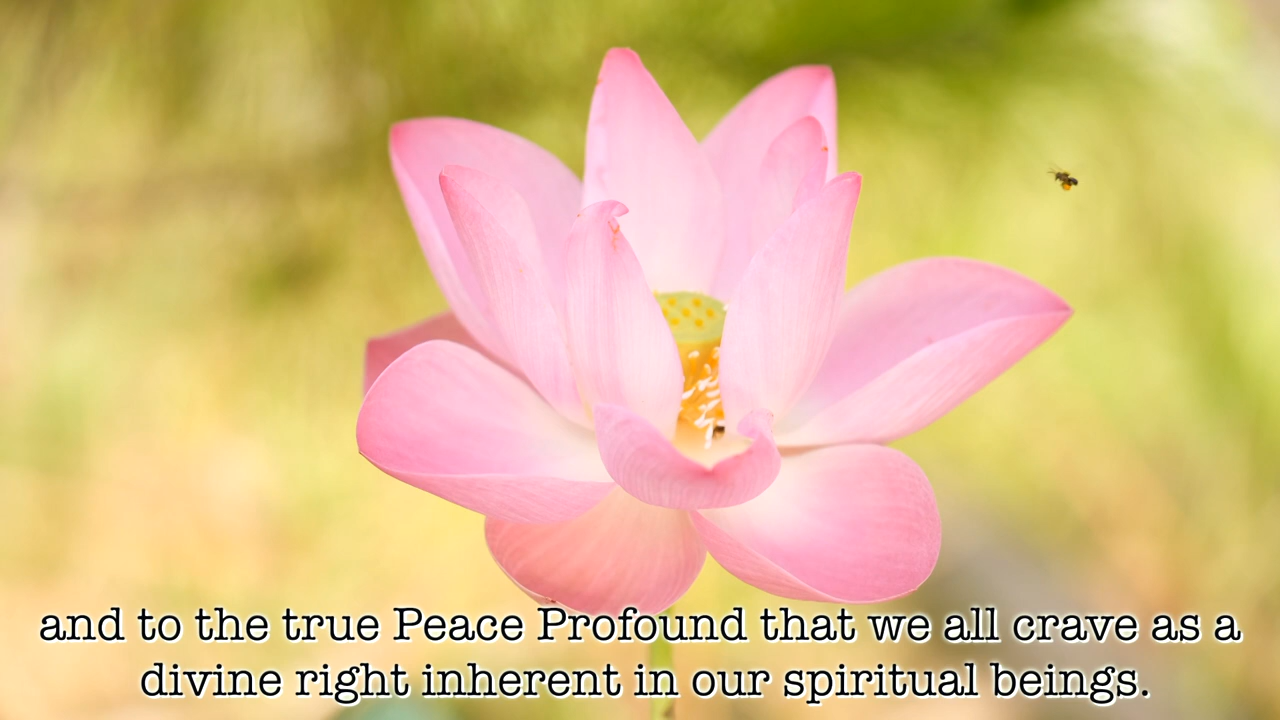 and to the true Peace Profound that we all crave as a
divine right inherent in our spiritual beings.